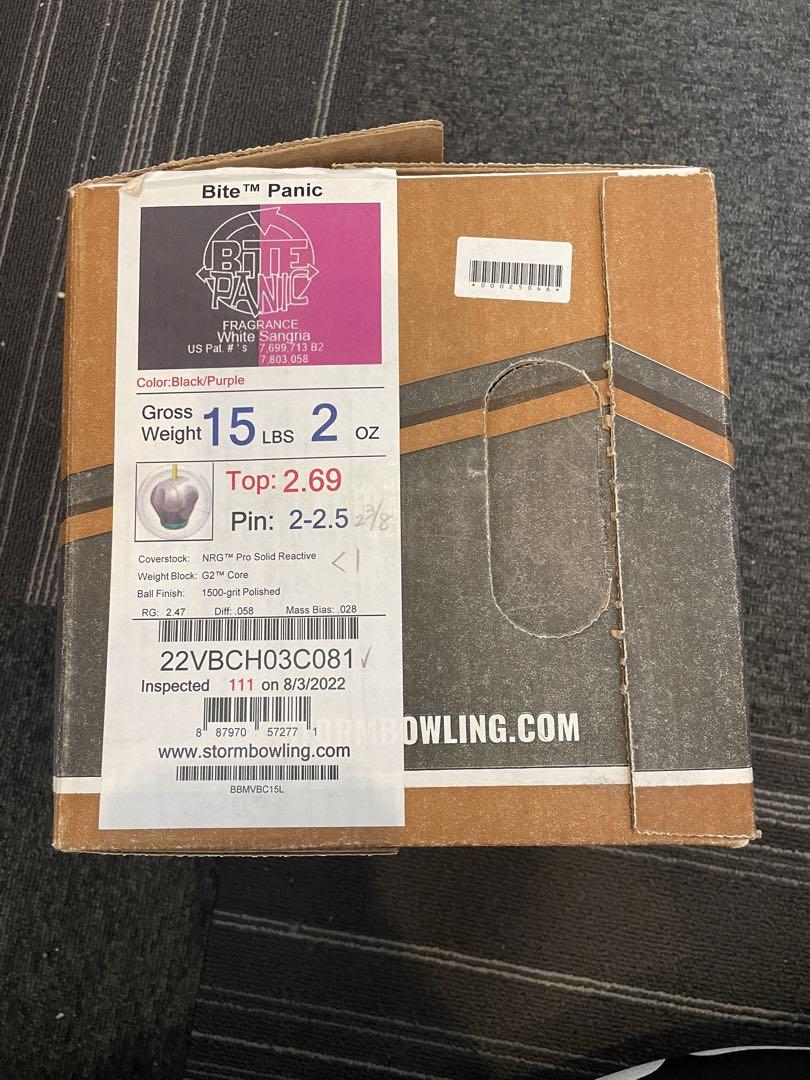 Bite™ Panic
BITE
PANIC
FRAGRANCE
White Sangria
US Pat. #'s 7,699,713 B2
7,803,058
*00025046*
Color:Black/Purple
Gross
Weight 15 LBS 2 OZ
Top: 2.69
Pin: 2-2.5 2 3/8
Coverstock: NRG™ Pro Solid Reactive
<1
Weight Block: G2™ Core
Ball Finish: 1500-grit Polished
RG: 2.47 Diff: .058 Mass Bias: .028
22VBCH03C081 ✓
Inspected 111 on 8/3/2022
8 87970 57277 1
STORMBOWLING.COM
www.stormbowling.com
BBMVBC15L